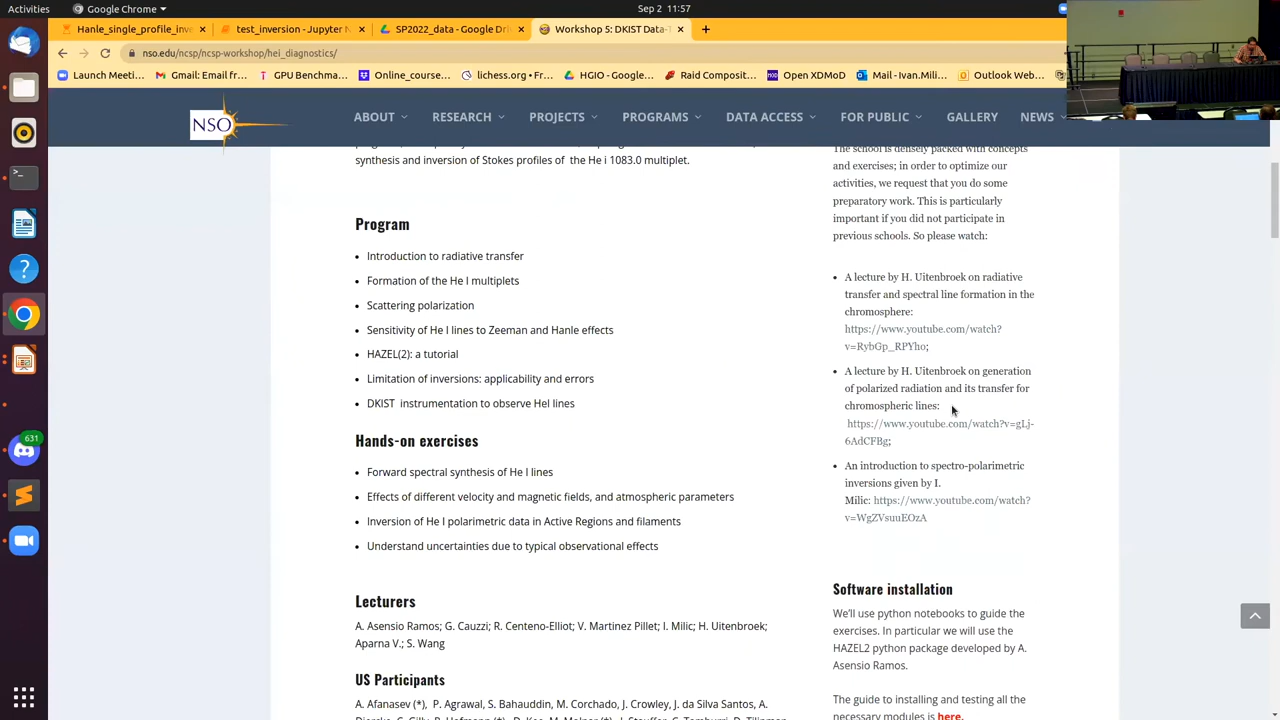 Activities
Google Chrome
Sep 2 11:57
Hanle_single_profile_inve
test_inversion - Jupyter N
SP2022_data - Google Dri
Workshop 5: DKIST Data-T
nso.edu/ncsp/ncsp-workshop/hei_diagnostics/
Launch Meeti...
Gmail: Email fr...
GPU Benchma...
Online_course...
lichess.org • Fr...
HGIO - Google...
Raid Composit...
Open XDMoD
Mail - Ivan.Mili...
Outlook Web...
NSO
ABOUT
RESEARCH
PROJECTS
PROGRAMS
DATA ACCESS
FOR PUBLIC
GALLERY
NEWS
synthesis and inversion of Stokes profiles of the He i 1083.0 multiplet.
Program
Introduction to radiative transfer
Formation of the He I multiplets
Scattering polarization
Sensitivity of He I lines to Zeeman and Hanle effects
HAZEL(2): a tutorial
Limitation of inversions: applicability and errors
DKIST instrumentation to observe HeI lines
Hands-on exercises
Forward spectral synthesis of He I lines
Effects of different velocity and magnetic fields, and atmospheric parameters
Inversion of He I polarimetric data in Active Regions and filaments
Understand uncertainties due to typical observational effects
Lecturers
A. Asensio Ramos; G. Cauzzi; R. Centeno-Elliot; V. Martinez Pillet; I. Milic; H. Uitenbroek;
Aparna V.; S. Wang
US Participants
A. Afanasev (*), P. Agrawal, S. Bahauddin, M. Corchado, J. Crowley, J. da Silva Santos, A.
The school is densely packed with concepts
and exercises; in order to optimize our
activities, we request that you do some
preparatory work. This is particularly
important if you did not participate in
previous schools. So please watch:
A lecture by H. Uitenbroek on radiative
transfer and spectral line formation in the
chromosphere:
https://www.youtube.com/watch?
v=RybGp_RPYho;
A lecture by H. Uitenbroek on generation
of polarized radiation and its transfer for
chromospheric lines:
https://www.youtube.com/watch?v=gLj-
6AdCFBg;
An introduction to spectro-polarimetric
inversions given by I.
Milic: https://www.youtube.com/watch?
v=WgZVsuuEOzA
Software installation
We'll use python notebooks to guide the
exercises. In particular we will use the
HAZEL2 python package developed by A.
Asensio Ramos.
The guide to installing and testing all the
necessary modules is here.
631